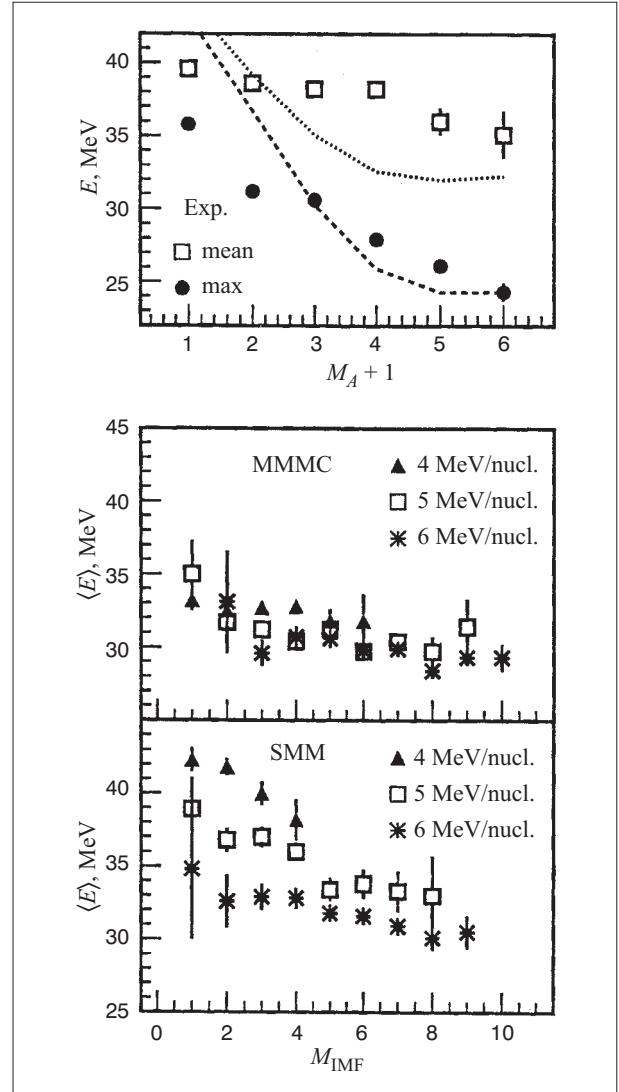 40
35
30
25
E, MeV
Exp.
mean
max
1 2 3 4 5 6
M_A + 1
45
40
35
30
⟨E⟩, MeV
MMMC
4 MeV/nucl.
5 MeV/nucl.
6 MeV/nucl.
40
35
30
25
⟨E⟩, MeV
SMM
4 MeV/nucl.
5 MeV/nucl.
6 MeV/nucl.
0 2 4 6 8 10
M_IMF